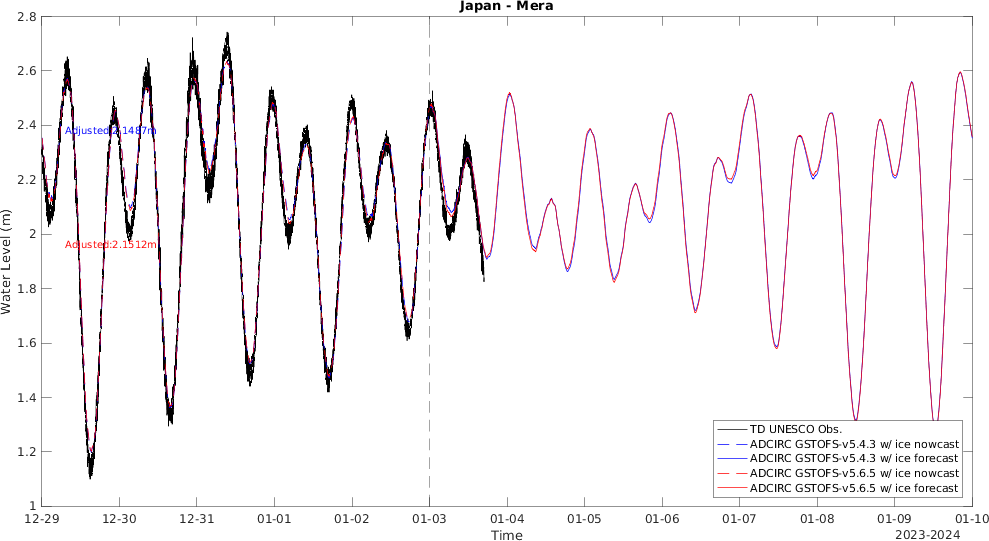 Japan - Mera
2.8
2.6
2.4
2.2
2
1.8
1.6
1.4
1.2
1
Water Level (m)
Adjusted:2.1487m
Adjusted:2.1512m
TD UNESCO Obs.
ADCIRC GSTOFS-v5.4.3 w/ ice nowcast
ADCIRC GSTOFS-v5.4.3 w/ ice forecast
ADCIRC GSTOFS-v5.6.5 w/ ice nowcast
ADCIRC GSTOFS-v5.6.5 w/ ice forecast
12-29 12-30 12-31 01-01 01-02 01-03 01-04 01-05 01-06 01-07 01-08 01-09 01-10
Time
2023-2024